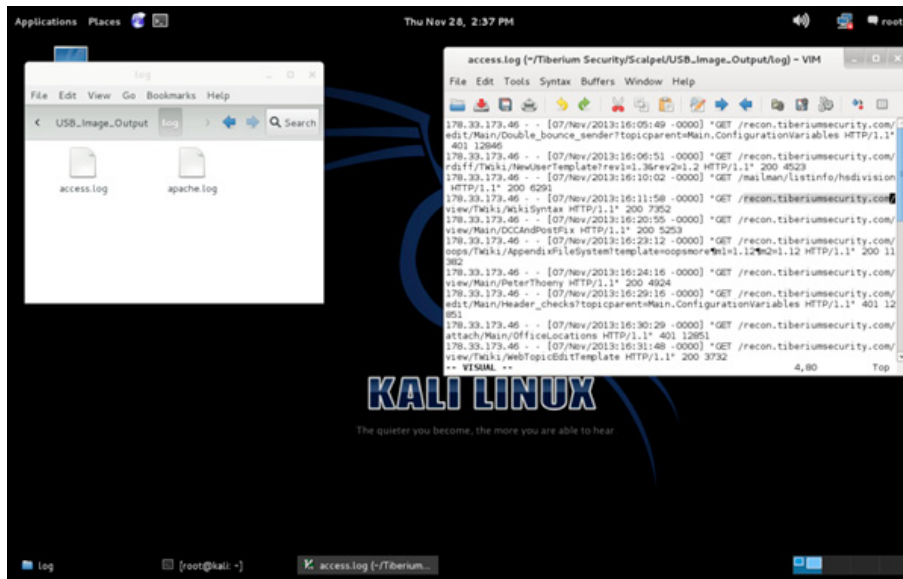 Applications Places
Thu Nov 28, 2:37 PM
root
log
File Edit View Go Bookmarks Help
USB_Image_Output log Search
access.log apache.log
access.log (~/Tiberium Security/Scalpel/USB_Image_Output/log) - VIM
File Edit Tools Syntax Buffers Window Help
178.33.173.46 - - [07/Nov/2013:16:05:49 -0000] "GET /recon.tiberiumsecurity.com/
edit/Main/Double_bounce_sender?topicparent=Main.ConfigurationVariables HTTP/1.1"
401 12846
178.33.173.46 - - [07/Nov/2013:16:06:51 -0000] "GET /recon.tiberiumsecurity.com/
rdiff/TWiki/NewUserTemplate?rev1=1.3&rev2=1.2 HTTP/1.1" 200 4523
178.33.173.46 - - [07/Nov/2013:16:10:02 -0000] "GET /mailman/listinfo/hsdivision
HTTP/1.1" 200 6291
178.33.173.46 - - [07/Nov/2013:16:11:58 -0000] "GET /recon.tiberiumsecurity.com/
view/TWiki/WikiSyntax HTTP/1.1" 200 7352
178.33.173.46 - - [07/Nov/2013:16:20:55 -0000] "GET /recon.tiberiumsecurity.com/
view/Main/DCCAndPostFix HTTP/1.1" 200 5253
178.33.173.46 - - [07/Nov/2013:16:23:12 -0000] "GET /recon.tiberiumsecurity.com/
oops/TWiki/AppendixFileSystem?template=oopsmore¶m1=1.12¶m2=1.12 HTTP/1.1" 200 11
382
178.33.173.46 - - [07/Nov/2013:16:24:16 -0000] "GET /recon.tiberiumsecurity.com/
view/Main/PeterThoeny HTTP/1.1" 200 4924
178.33.173.46 - - [07/Nov/2013:16:29:16 -0000] "GET /recon.tiberiumsecurity.com/
edit/Main/Header_checks?topicparent=Main.ConfigurationVariables HTTP/1.1" 401 12
851
178.33.173.46 - - [07/Nov/2013:16:30:29 -0000] "GET /recon.tiberiumsecurity.com/
attach/Main/OfficeLocations HTTP/1.1" 401 12851
178.33.173.46 - - [07/Nov/2013:16:31:48 -0000] "GET /recon.tiberiumsecurity.com/
view/TWiki/WebTopicEditTemplate HTTP/1.1" 200 3732
-- VISUAL -- 4,80 Top
KALI LINUX
The quieter you become, the more you are able to hear
log
[root@kali: ~]
access.log (~/Tiberium...